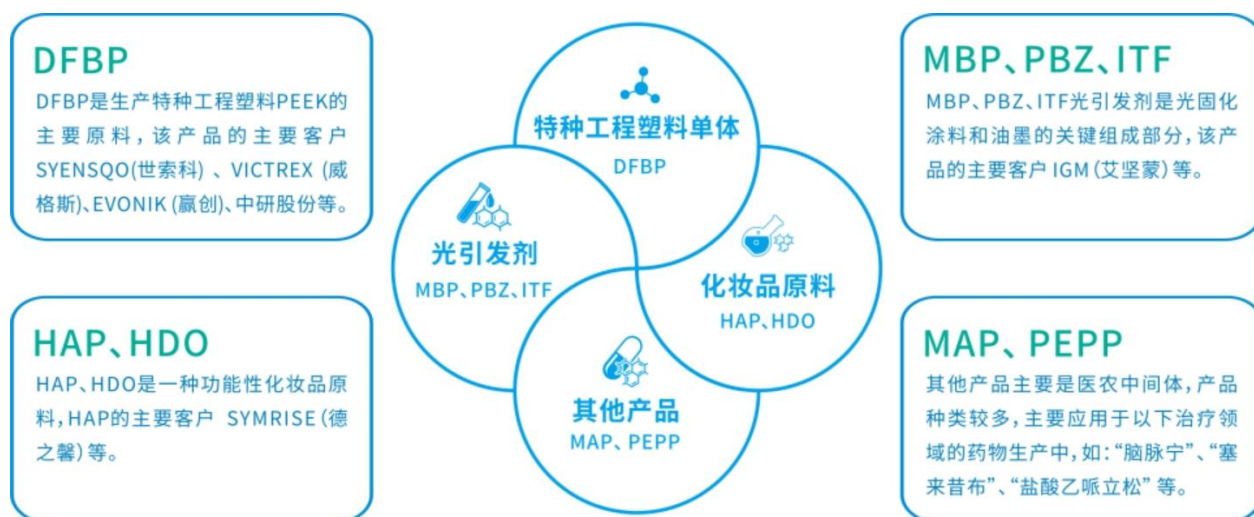 DFBP
DFBP是生产特种工程塑料PEEK的
主要原料，该产品的主要客户
SYENSQO(世索科) 、VICTREX (威
格斯)、EVONIK (赢创)、中研股份等。
HAP、HDO
HAP、HDO是一种功能性化妆品原
料，HAP的主要客户 SYMRISE（德
之馨）等。
特种工程塑料单体
DFBP
光引发剂
MBP、PBZ、ITF
化妆品原料
HAP、HDO
其他产品
MAP、PEPP
MBP、PBZ、ITF
MBP、PBZ、ITF光引发剂是光固化
涂料和油墨的关键组成部分，该产
品的主要客户 IGM（艾坚蒙）等。
MAP、PEPP
其他产品主要是医农中间体，产品
种类较多，主要应用于以下治疗领
域的药物生产中，如：“脑脉宁”、“塞
来昔布”、“盐酸乙哌立松” 等。